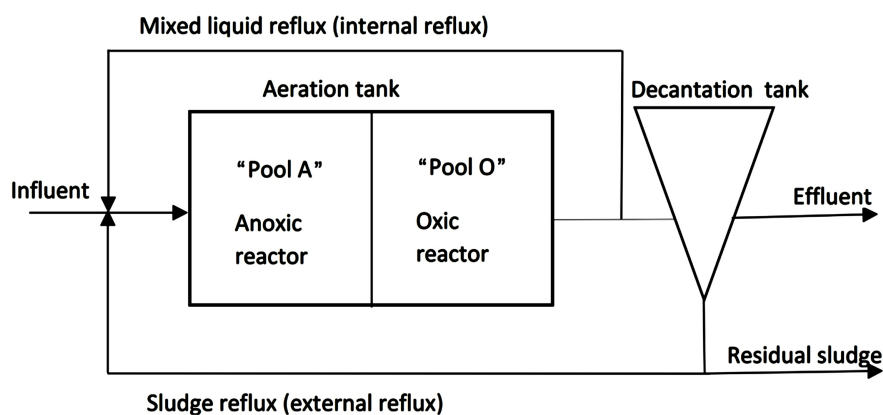 Mixed liquid reflux (internal reflux)
Aeration tank
Decantation tank
“Pool A”
“Pool O”
Influent
Effluent
Anoxic
reactor
Oxic
reactor
Residual sludge
Sludge reflux (external reflux)